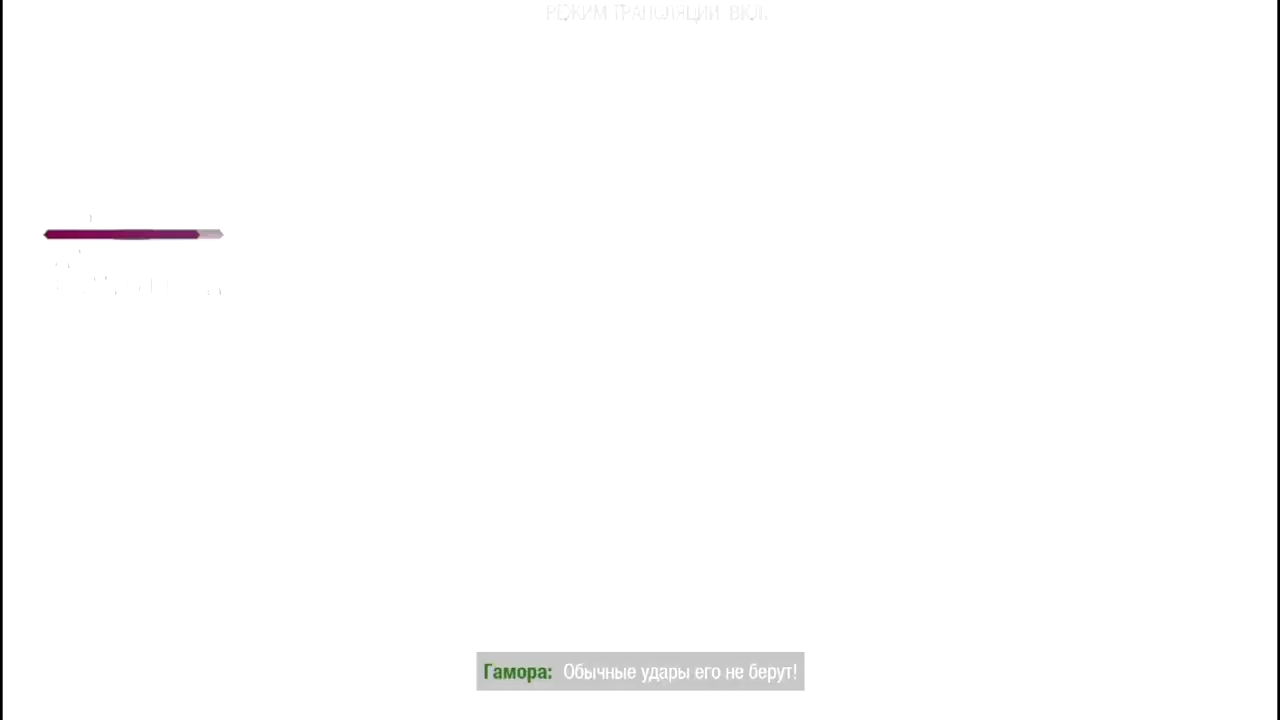 РЕЖИМ ТРАНСЛЯЦИИ ВКЛ.
Гамора: Обычные удары его не берут!